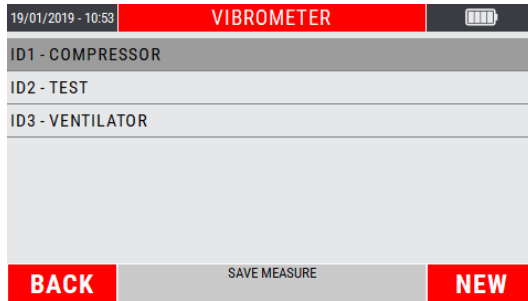 19/01/2019 - 10:53 VIBROMETER
ID1 - COMPRESSOR
ID2 - TEST
ID3 - VENTILATOR
BACK SAVE MEASURE NEW